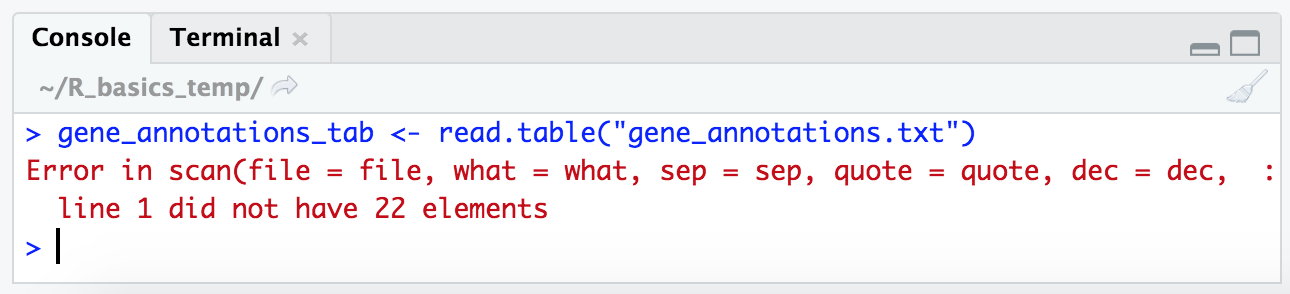 Console Terminal ×
~/R_basics_temp/
> gene_annotations_tab <- read.table("gene_annotations.txt")
Error in scan(file = file, what = what, sep = sep, quote = quote, dec = dec,  :
  line 1 did not have 22 elements
>